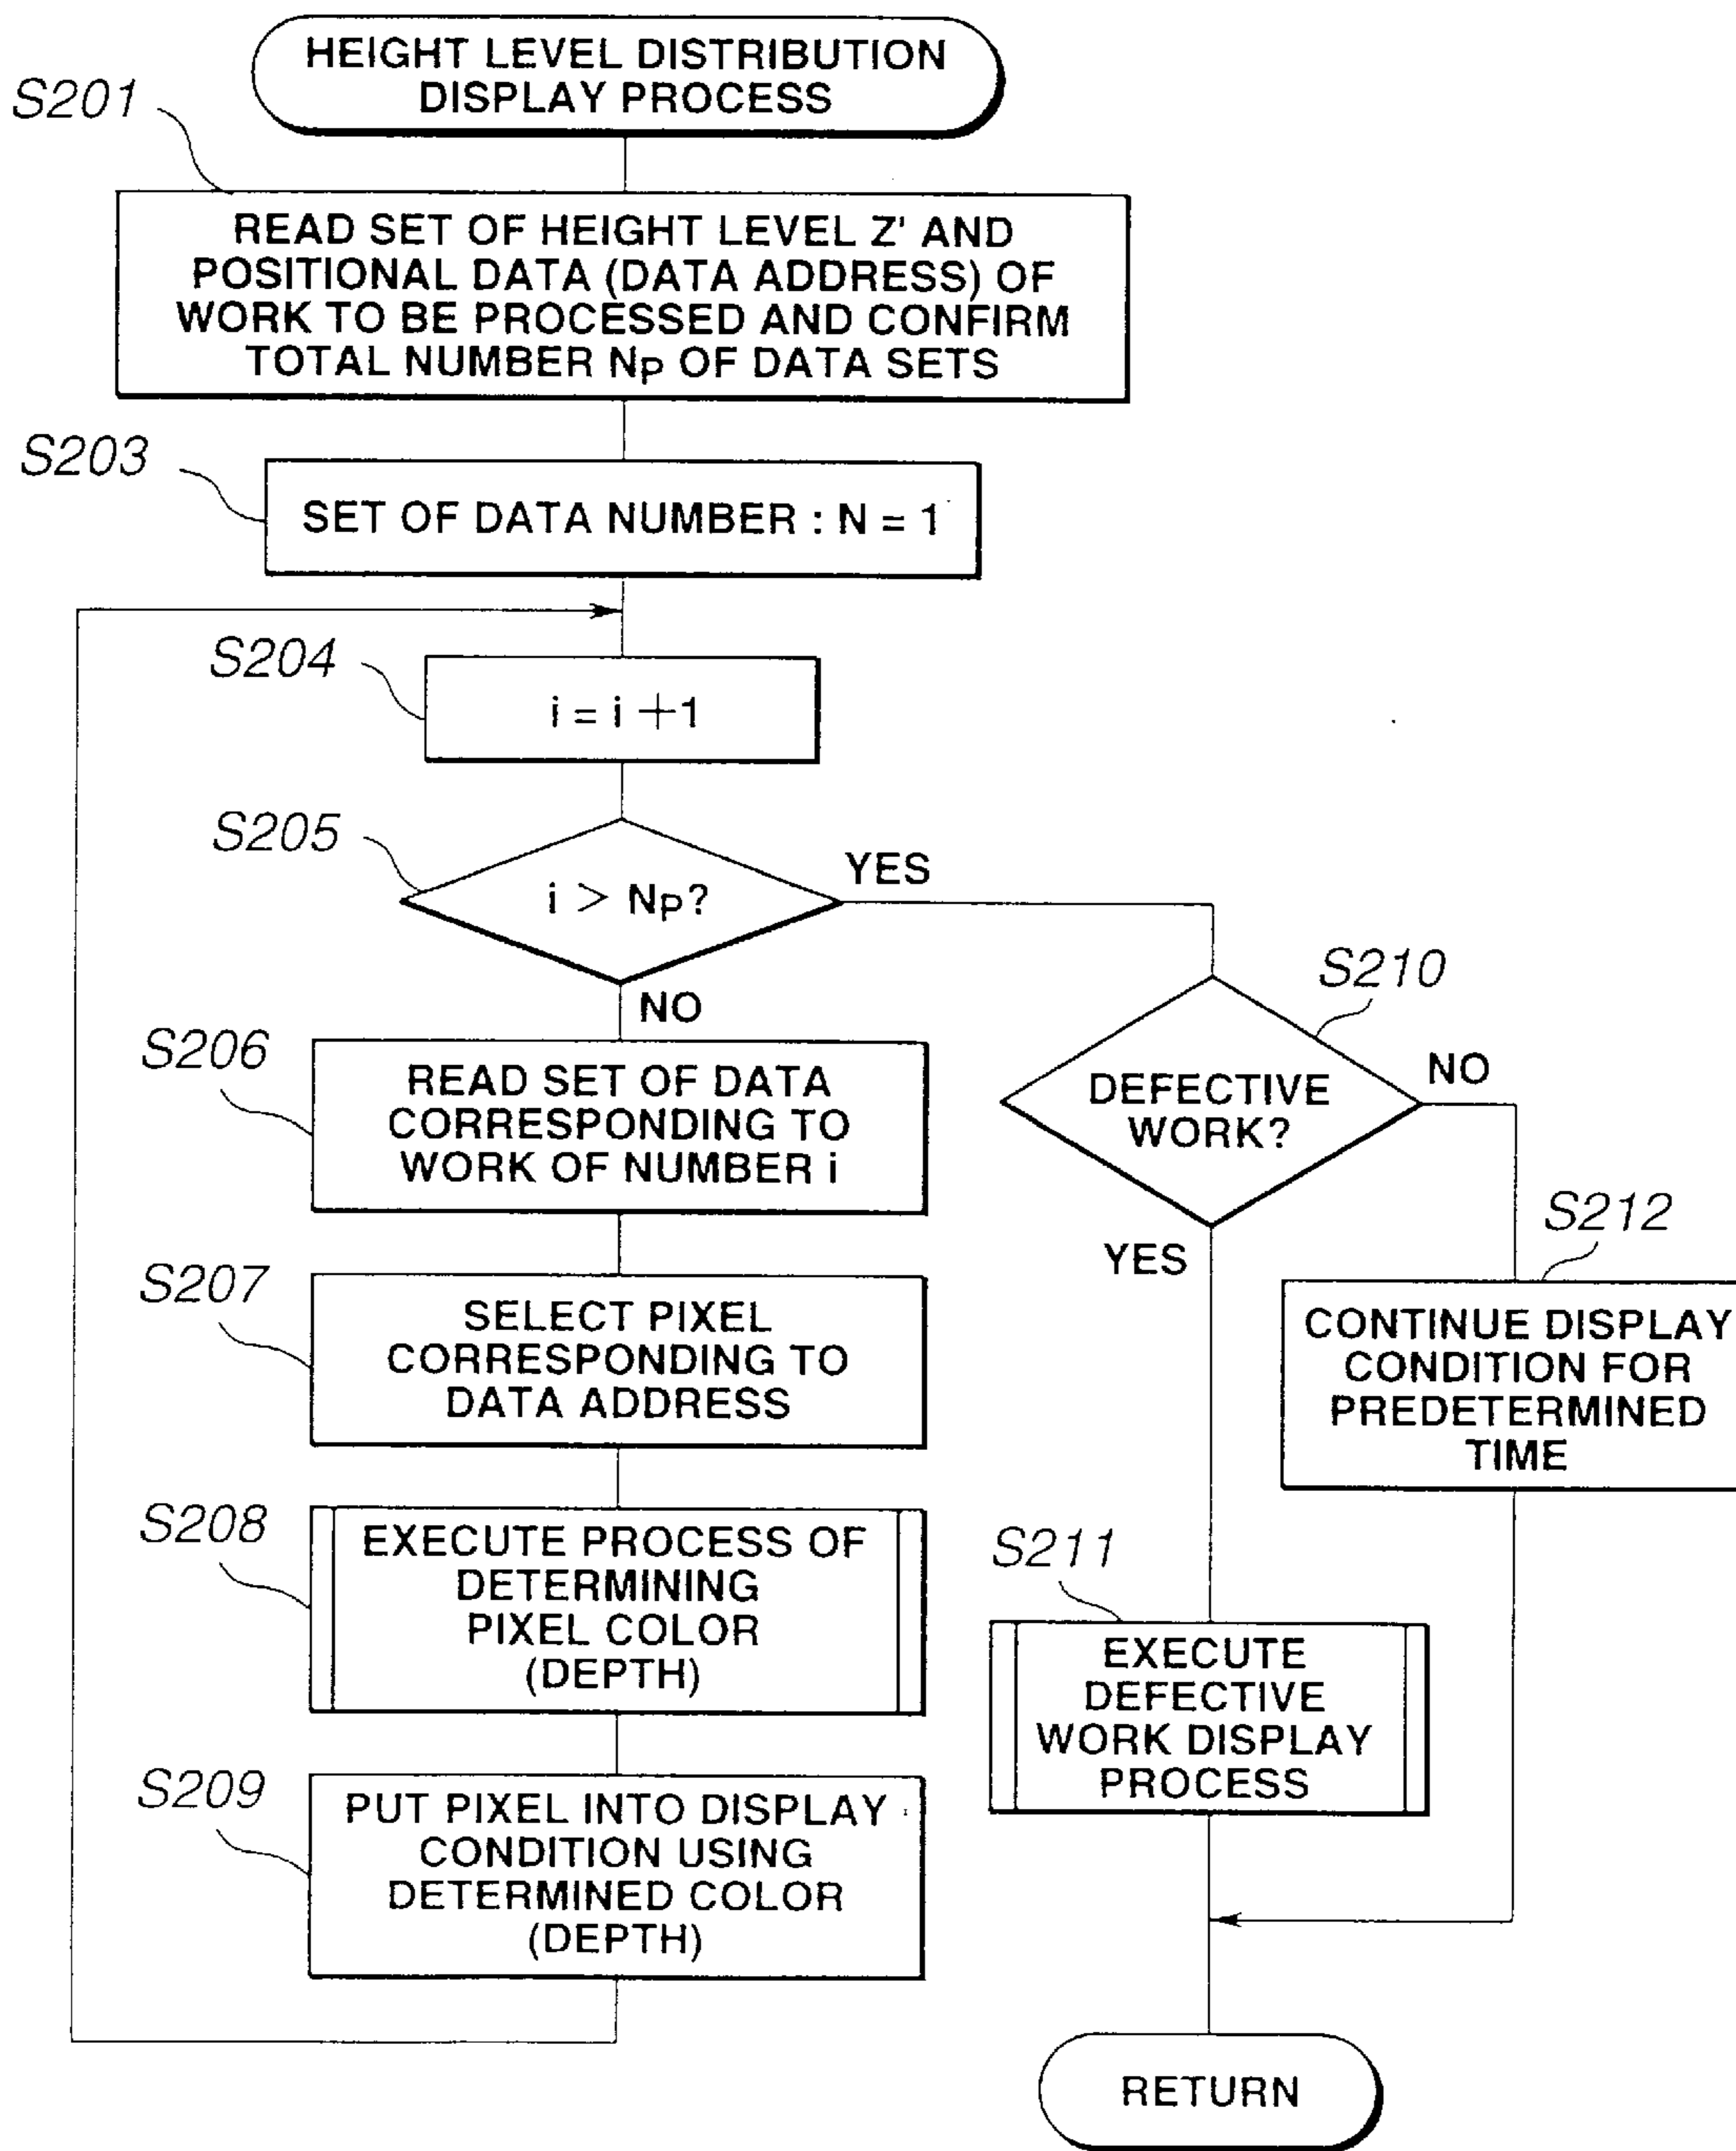 HEIGHT LEVEL DISTRIBUTION
DISPLAY PROCESS
S201
READ SET OF HEIGHT LEVEL Z' AND
POSITIONAL DATA (DATA ADDRESS) OF
WORK TO BE PROCESSED AND CONFIRM
TOTAL NUMBER NP OF DATA SETS
S203
SET OF DATA NUMBER : N = 1
S204
i = i +1
S205
i > NP?
YES
NO
S206
READ SET OF DATA
CORRESPONDING TO
WORK OF NUMBER i
S207
SELECT PIXEL
CORRESPONDING TO
DATA ADDRESS
S208
EXECUTE PROCESS OF
DETERMINING
PIXEL COLOR
(DEPTH)
S209
PUT PIXEL INTO DISPLAY
CONDITION USING
DETERMINED COLOR
(DEPTH)
S210
DEFECTIVE
WORK?
NO
YES
S212
CONTINUE DISPLAY
CONDITION FOR
PREDETERMINED
TIME
S211
EXECUTE
DEFECTIVE
WORK DISPLAY
PROCESS
RETURN